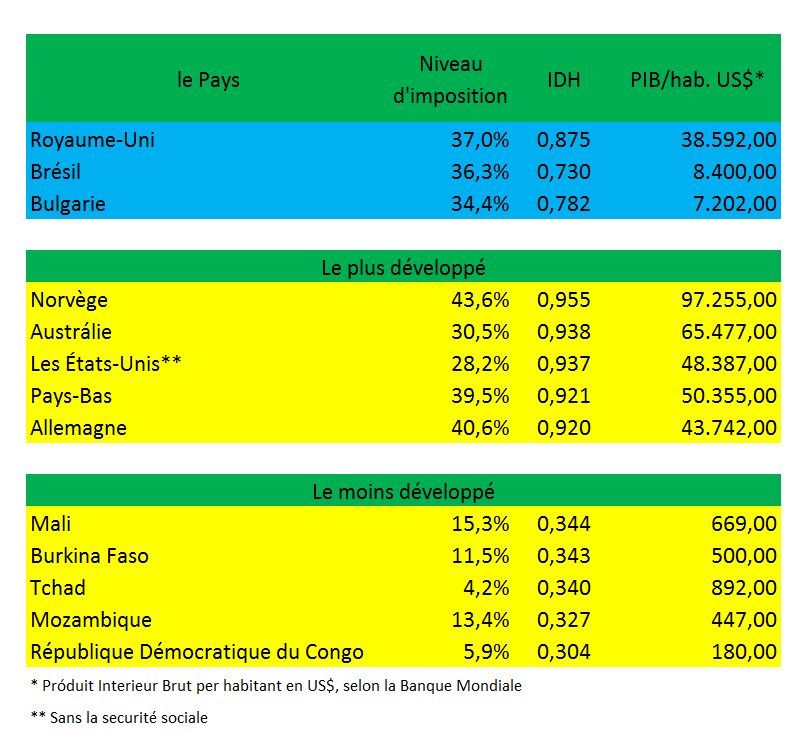 le Pays Niveau d'imposition IDH PIB/hab. US$*
Royaume-Uni 37,0% 0,875 38.592,00
Brésil 36,3% 0,730 8.400,00
Bulgarie 34,4% 0,782 7.202,00
Le plus développé
Norvège 43,6% 0,955 97.255,00
Austrálie 30,5% 0,938 65.477,00
Les États-Unis** 28,2% 0,937 48.387,00
Pays-Bas 39,5% 0,921 50.355,00
Allemagne 40,6% 0,920 43.742,00
Le moins développé
Mali 15,3% 0,344 669,00
Burkina Faso 11,5% 0,343 500,00
Tchad 4,2% 0,340 892,00
Mozambique 13,4% 0,327 447,00
République Démocratique du Congo 5,9% 0,304 180,00
* Próduit Interieur Brut per habitant en US$, selon la Banque Mondiale
** Sans la securité sociale